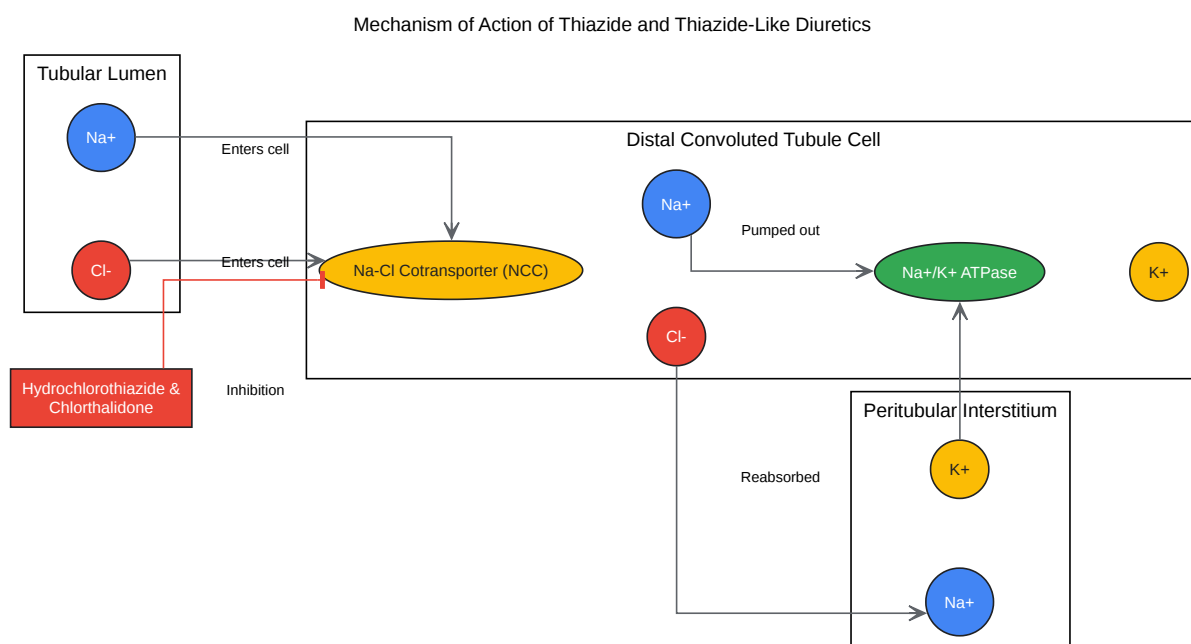 Mechanism of Action of Thiazide and Thiazide-Like Diuretics
Tubular Lumen
Na+
Enters cell
Cl-
Enters cell
Hydrochlorothiazide &
Chlorthalidone
Inhibition
Distal Convoluted Tubule Cell
Na-Cl Cotransporter (NCC)
Na+
Pumped out
Na+/K+ ATPase
K+
Cl-
Reabsorbed
Peritubular Interstitium
K+
Na+